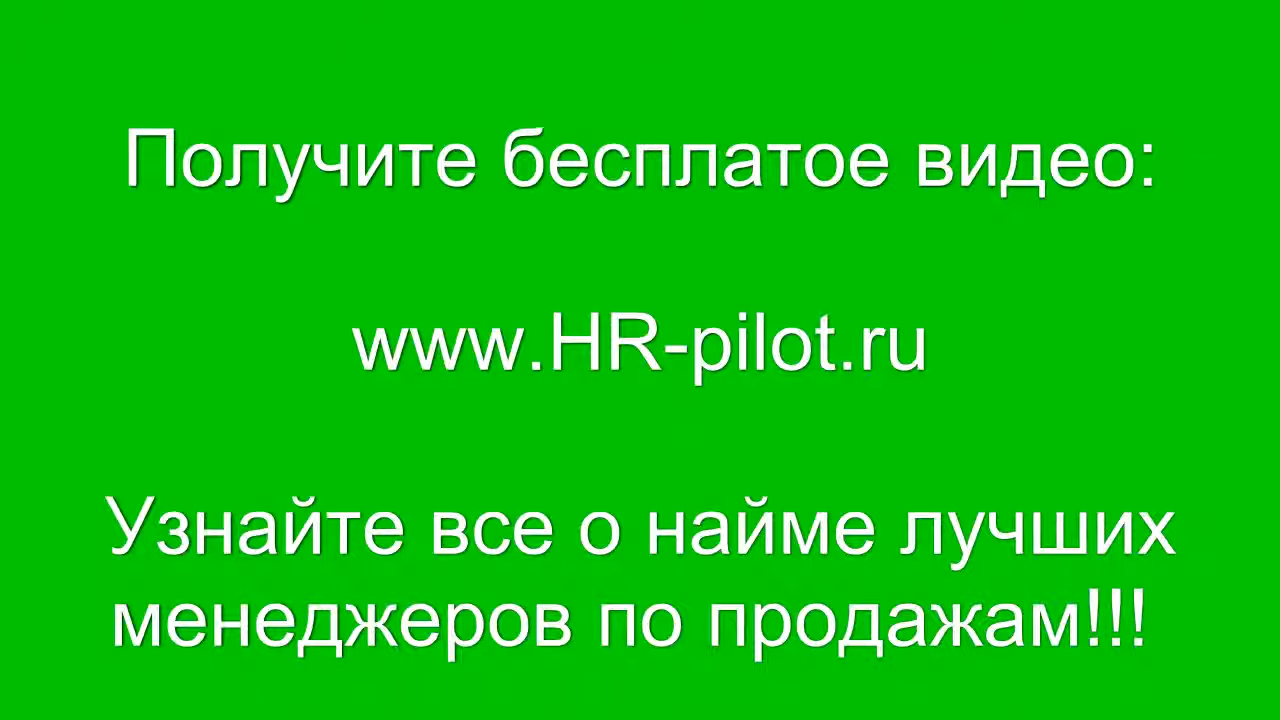 Получите бесплатое видео:
www.HR-pilot.ru
Узнайте все о найме лучших
менеджеров по продажам!!!